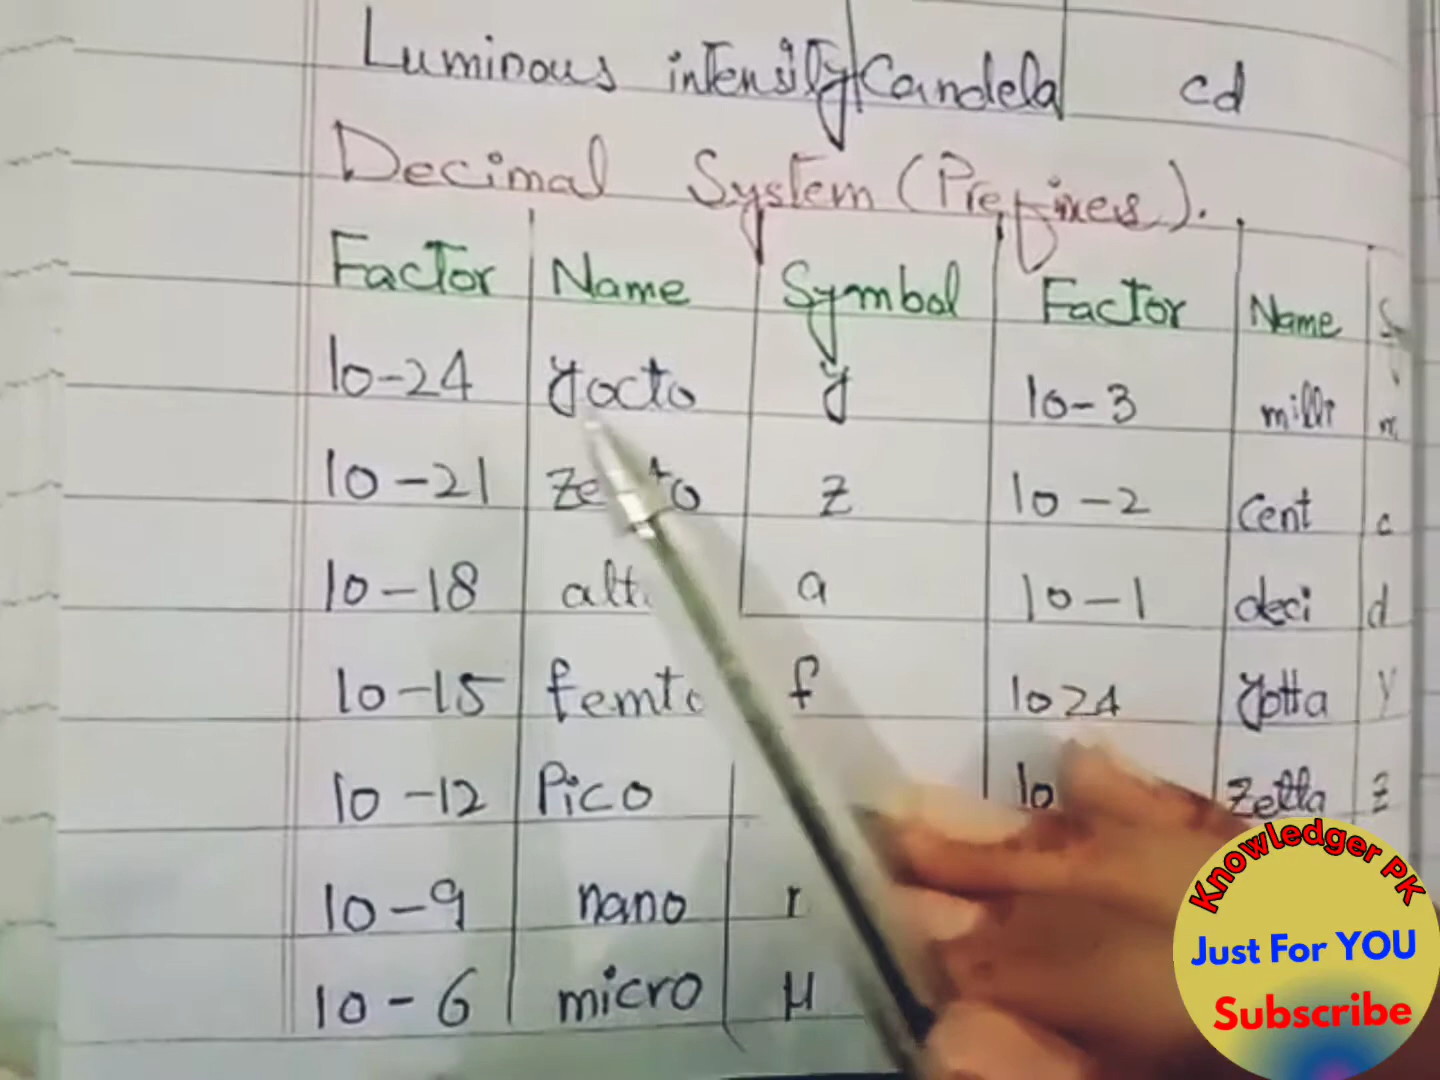 Luminous intensity Candela cd
Decimal System (Prefixes).
Factor Name Symbol Factor Name S
10-24 yocto y 10-3 milli m
10-21 z 10-2 Cent c
10-18 a 10-1 deci d
10-15 femto f 1024 yotta Y
10-12 Pico 10 Zetta Z
10-9 nano
10-6 micro μ
Knowledger PK
Just For YOU
Subscribe